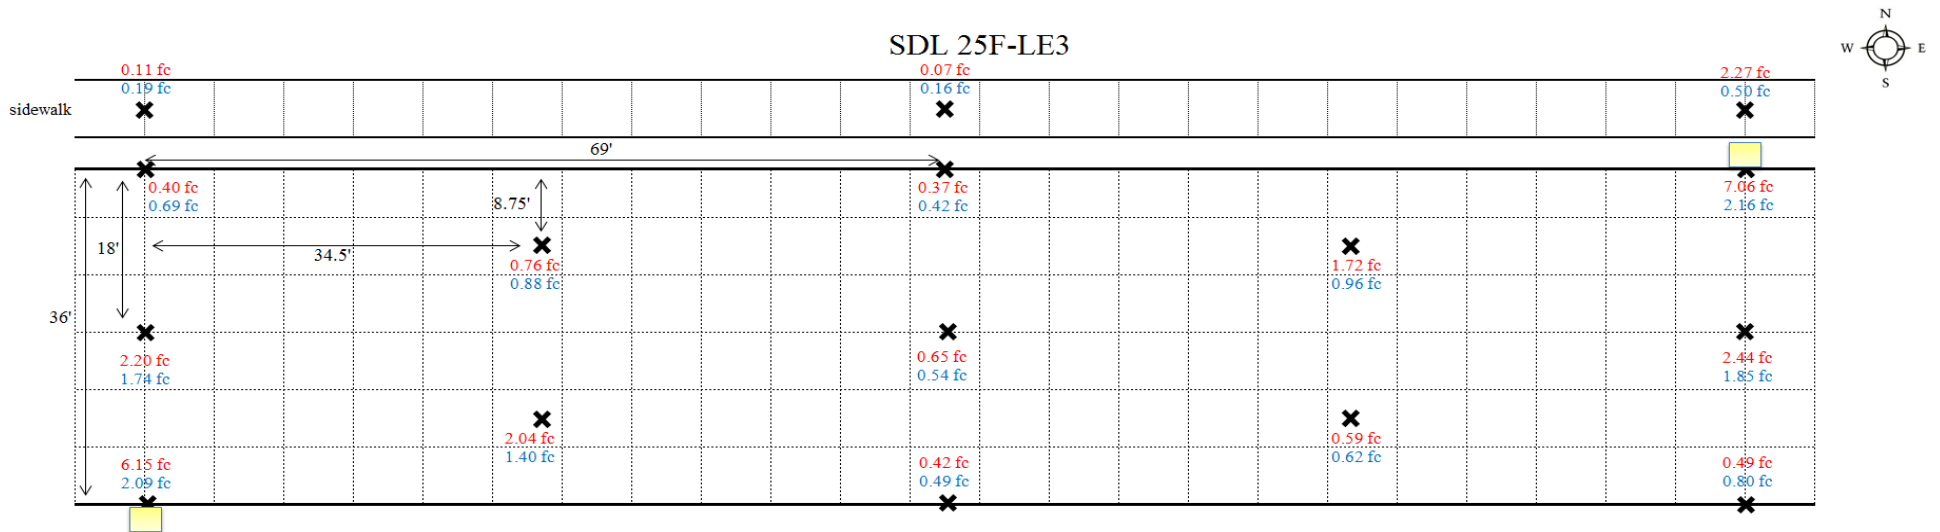 N
W E
S
SDL 25F-LE3
0.11 fc
0.19 fc
0.07 fc
0.16 fc
2.27 fc
0.50 fc
sidewalk
69'
0.40 fc
0.69 fc
0.37 fc
0.42 fc
7.06 fc
2.16 fc
8.75'
18'
34.5'
0.76 fc
0.88 fc
1.72 fc
0.96 fc
36'
2.20 fc
1.74 fc
0.65 fc
0.54 fc
2.44 fc
1.85 fc
2.04 fc
1.40 fc
0.59 fc
0.62 fc
6.15 fc
2.09 fc
0.42 fc
0.49 fc
0.49 fc
0.80 fc